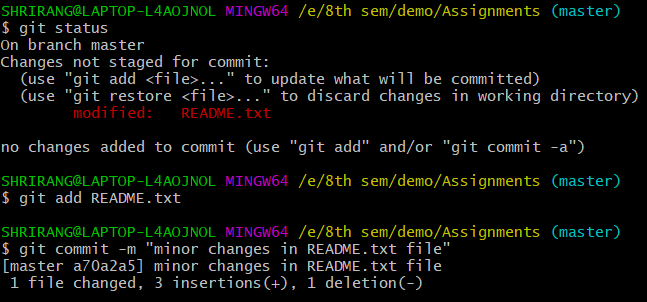 SHRIRANG@LAPTOP-L4AOJNOL MINGW64 /e/8th sem/demo/Assignments (master)
$ git status
On branch master
Changes not staged for commit:
  (use "git add <file>..." to update what will be committed)
  (use "git restore <file>..." to discard changes in working directory)
        modified:   README.txt

no changes added to commit (use "git add" and/or "git commit -a")

SHRIRANG@LAPTOP-L4AOJNOL MINGW64 /e/8th sem/demo/Assignments (master)
$ git add README.txt

SHRIRANG@LAPTOP-L4AOJNOL MINGW64 /e/8th sem/demo/Assignments (master)
$ git commit -m "minor changes in README.txt file"
[master a70a2a5] minor changes in README.txt file
 1 file changed, 3 insertions(+), 1 deletion(-)